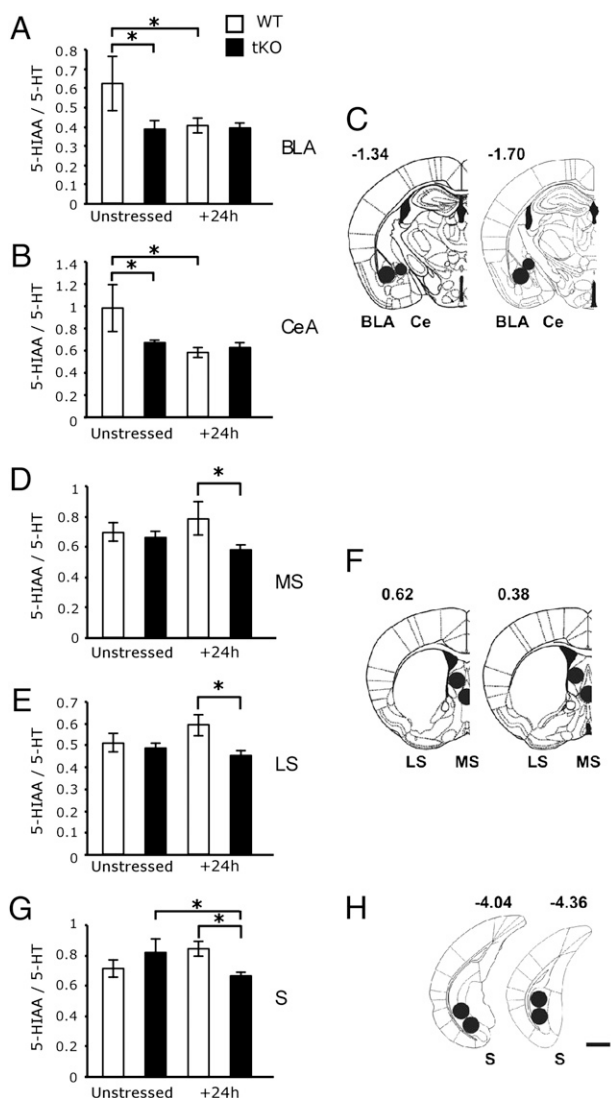 A
WT
tKO
*
*
5-HIAA / 5-HT
0.8
0.7
0.6
0.5
0.4
0.3
0.2
0.1
0
Unstressed +24h
BLA
B
*
*
5-HIAA / 5-HT
1.4
1.2
1
0.8
0.6
0.4
0.2
0
Unstressed +24h
CeA
C
-1.34 -1.70
BLA Ce BLA Ce
D
*
5-HIAA / 5-HT
1
0.8
0.6
0.4
0.2
0
Unstressed +24h
MS
E
*
5-HIAA / 5-HT
0.7
0.6
0.5
0.4
0.3
0.2
0.1
0
Unstressed +24h
LS
F
0.62 0.38
LS MS LS MS
G
*
*
5-HIAA / 5-HT
1
0.8
0.6
0.4
0.2
0
Unstressed +24h
S
H
-4.04 -4.36
S S